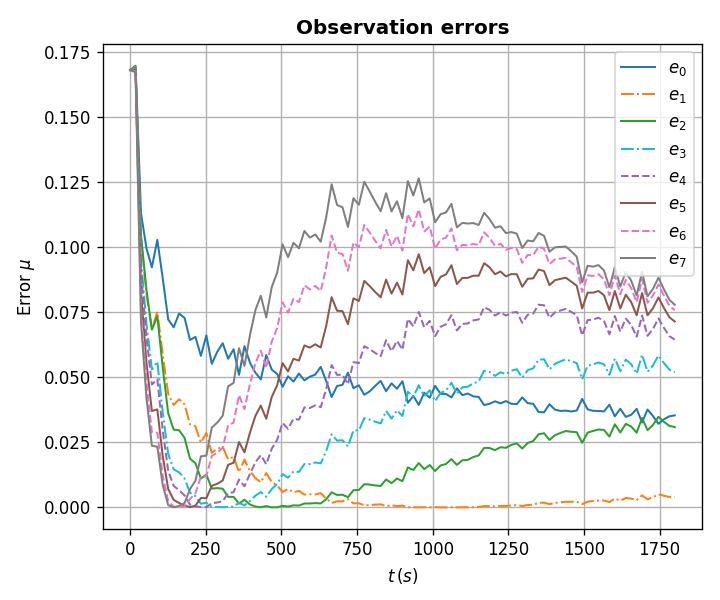 Observation errors
0.175
0.150
0.125
0.100
0.075
0.050
0.025
0.000
Error μ
0
250
500
750
1000
1250
1500
1750
t (s)
e₀
e₁
e₂
e₃
e₄
e₅
e₆
e₇